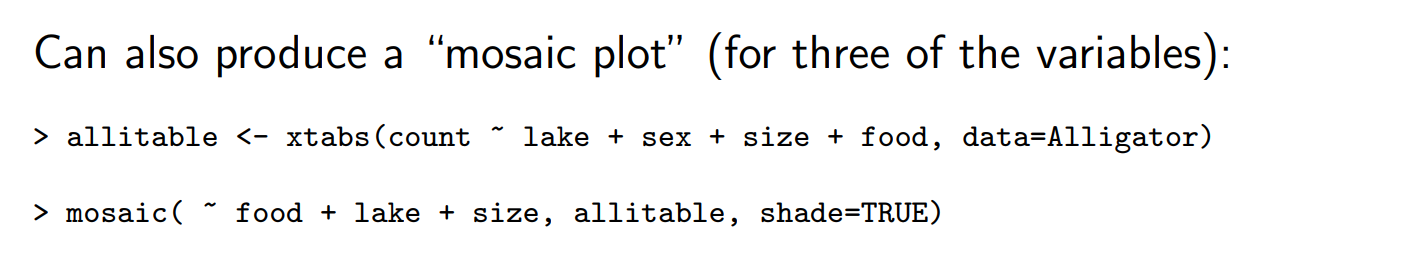 Can also produce a “mosaic plot” (for three of the variables):
> allitable <- xtabs(count ~ lake + sex + size + food, data=Alligator)
> mosaic( ~ food + lake + size, allitable, shade=TRUE)